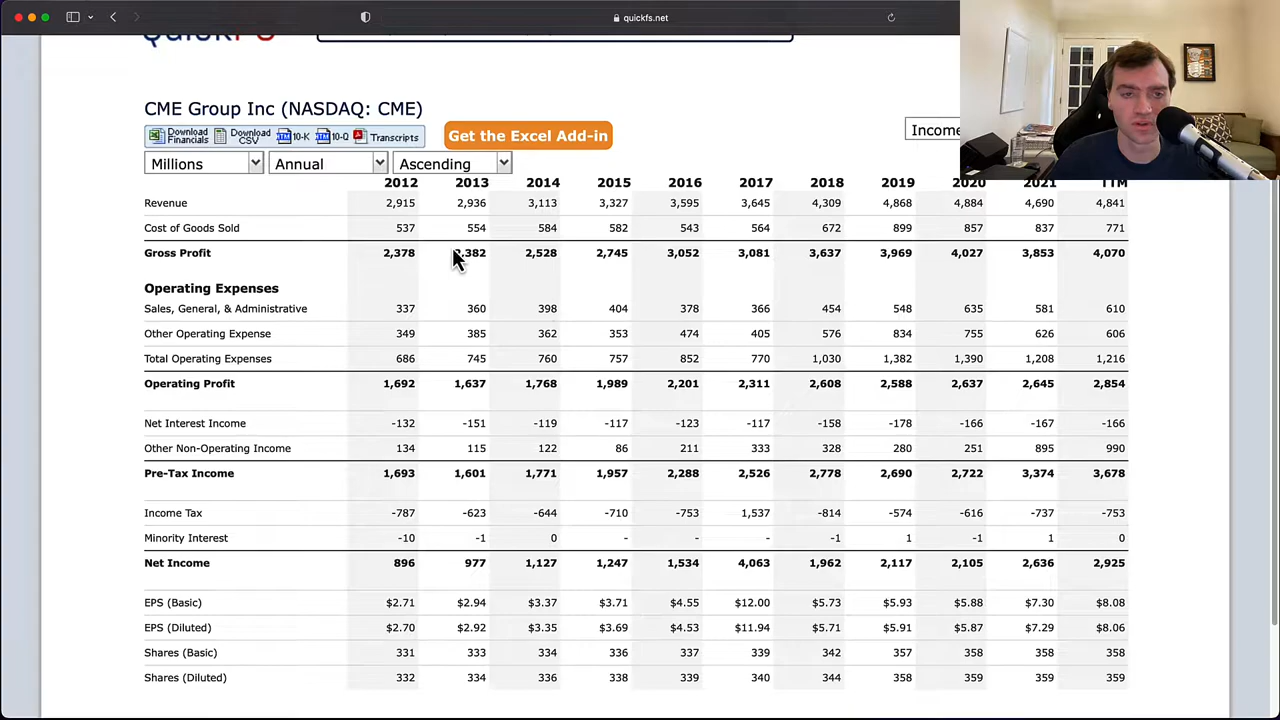 quickfs.net
CME Group Inc (NASDAQ: CME)
Download Financials Download CSV 10-K 10-Q Transcripts Get the Excel Add-in
Millions Annual Ascending
2012 2013 2014 2015 2016 2017 2018 2019 2020 2021 TTM
Revenue 2,915 2,936 3,113 3,327 3,595 3,645 4,309 4,868 4,884 4,690 4,841
Cost of Goods Sold 537 554 584 582 543 564 672 899 857 837 771
Gross Profit 2,378 2,382 2,528 2,745 3,052 3,081 3,637 3,969 4,027 3,853 4,070
Operating Expenses
Sales, General, & Administrative 337 360 398 404 378 366 454 548 635 581 610
Other Operating Expense 349 385 362 353 474 405 576 834 755 626 606
Total Operating Expenses 686 745 760 757 852 770 1,030 1,382 1,390 1,208 1,216
Operating Profit 1,692 1,637 1,768 1,989 2,201 2,311 2,608 2,588 2,637 2,645 2,854
Net Interest Income -132 -151 -119 -117 -123 -117 -158 -178 -166 -167 -166
Other Non-Operating Income 134 115 122 86 211 333 328 280 251 895 990
Pre-Tax Income 1,693 1,601 1,771 1,957 2,288 2,526 2,778 2,690 2,722 3,374 3,678
Income Tax -787 -623 -644 -710 -753 1,537 -814 -574 -616 -737 -753
Minority Interest -10 -1 0 - - - -1 1 -1 1 0
Net Income 896 977 1,127 1,247 1,534 4,063 1,962 2,117 2,105 2,636 2,925
EPS (Basic) $2.71 $2.94 $3.37 $3.71 $4.55 $12.00 $5.73 $5.93 $5.88 $7.30 $8.08
EPS (Diluted) $2.70 $2.92 $3.35 $3.69 $4.53 $11.94 $5.71 $5.91 $5.87 $7.29 $8.06
Shares (Basic) 331 333 334 336 337 339 342 357 358 358 358
Shares (Diluted) 332 334 336 338 339 340 344 358 359 359 359